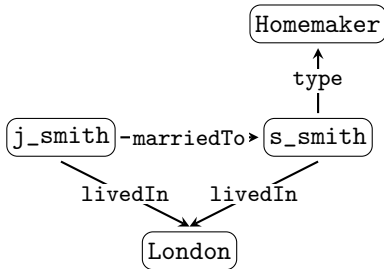 Homemaker
type
j_smith marriedTo s_smith
livedIn livedIn
London